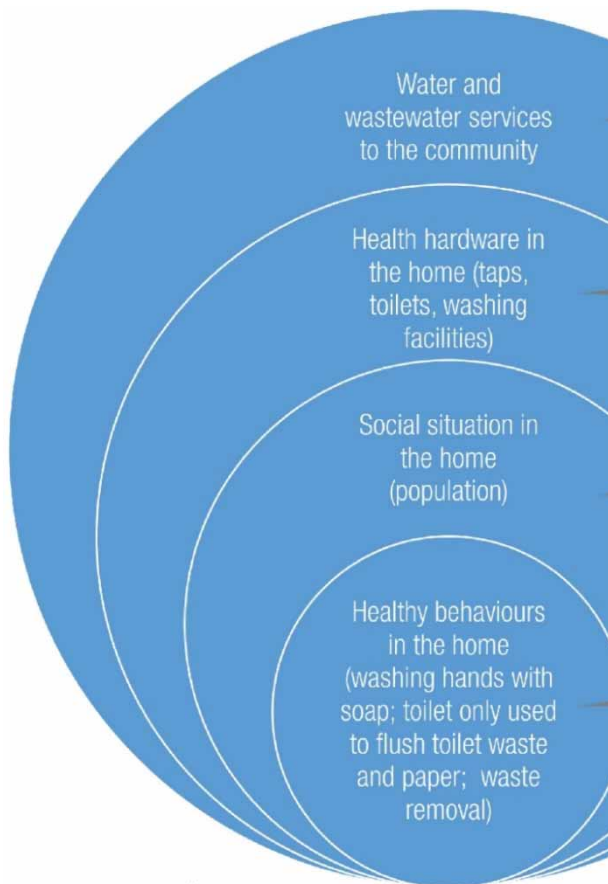 Water and
wastewater services
to the community
Health hardware in
the home (taps,
toilets, washing
facilities)
Social situation in
the home
(population)
Healthy behaviours
in the home
(washing hands with
soap; toilet only used
to flush toilet waste
and paper;  waste
removal)